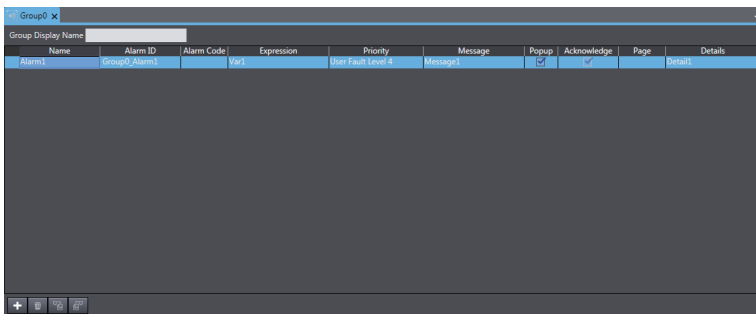 Group0 x
Group Display Name
Name Alarm ID Alarm Code Expression Priority Message Popup Acknowledge Page Details
Alarm1 Group0_Alarm1 Var1 User Fault Level 4 Message1 Detail1